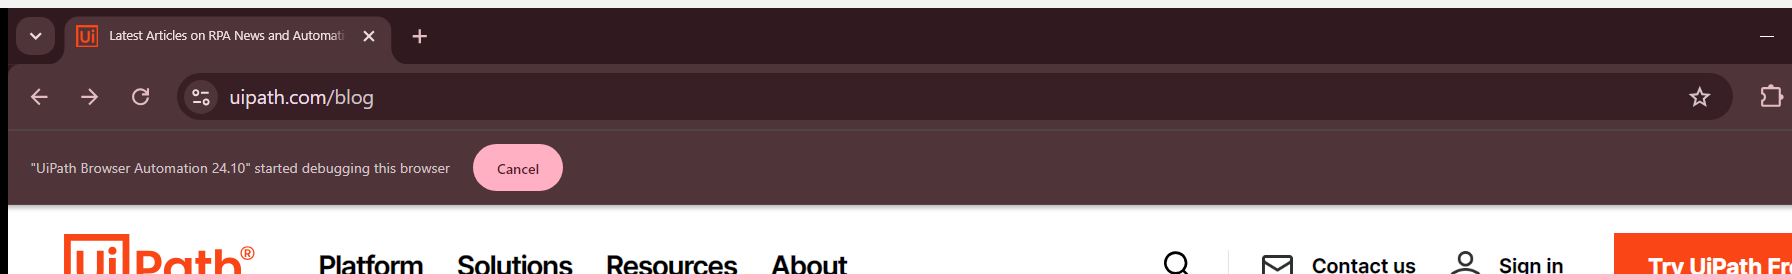 Ui Latest Articles on RPA News and Automati
uipath.com/blog
"UiPath Browser Automation 24.10" started debugging this browser Cancel
UiPath® Platform Solutions Resources About Contact us Sign in Try UiPath Fr